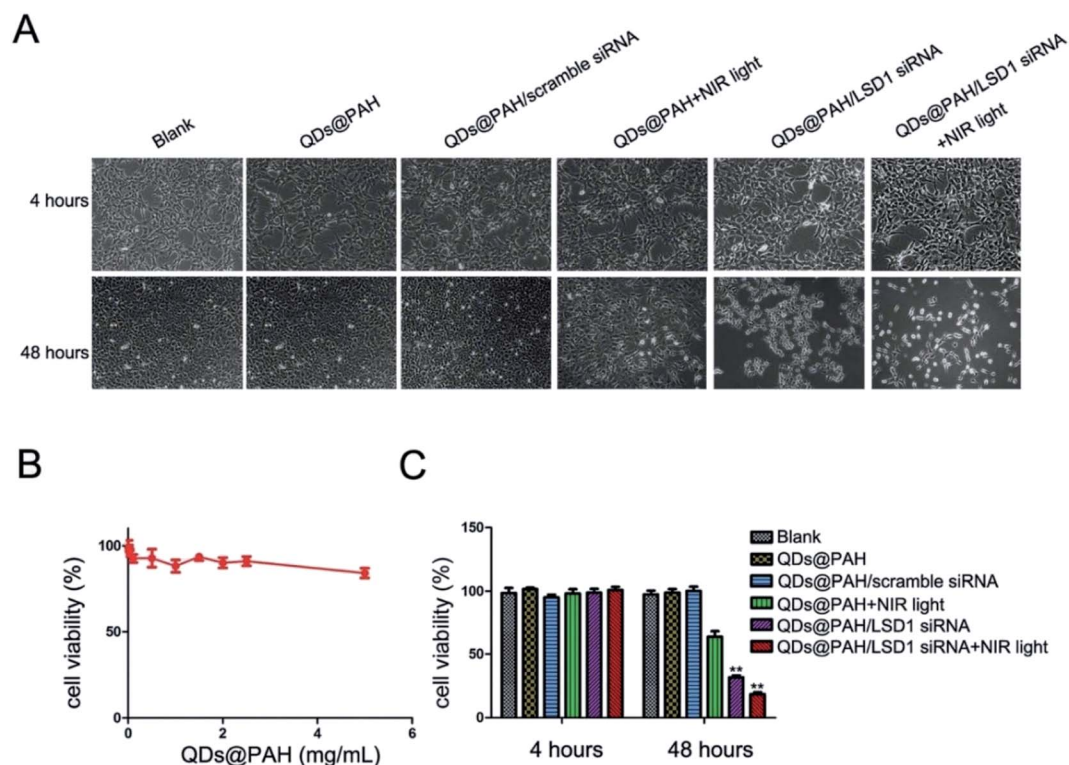 A
Blank
QDs@PAH
QDs@PAH/scramble siRNA
QDs@PAH+NIR light
QDs@PAH/LSD1 siRNA
QDs@PAH/LSD1 siRNA
+NIR light
4 hours
48 hours
B
cell viability (%)
100
50
0
0 2 4 6
QDs@PAH (mg/mL)
C
cell viability (%)
150
100
50
0
** **
4 hours 48 hours
Blank
QDs@PAH
QDs@PAH/scramble siRNA
QDs@PAH+NIR light
QDs@PAH/LSD1 siRNA
QDs@PAH/LSD1 siRNA+NIR light